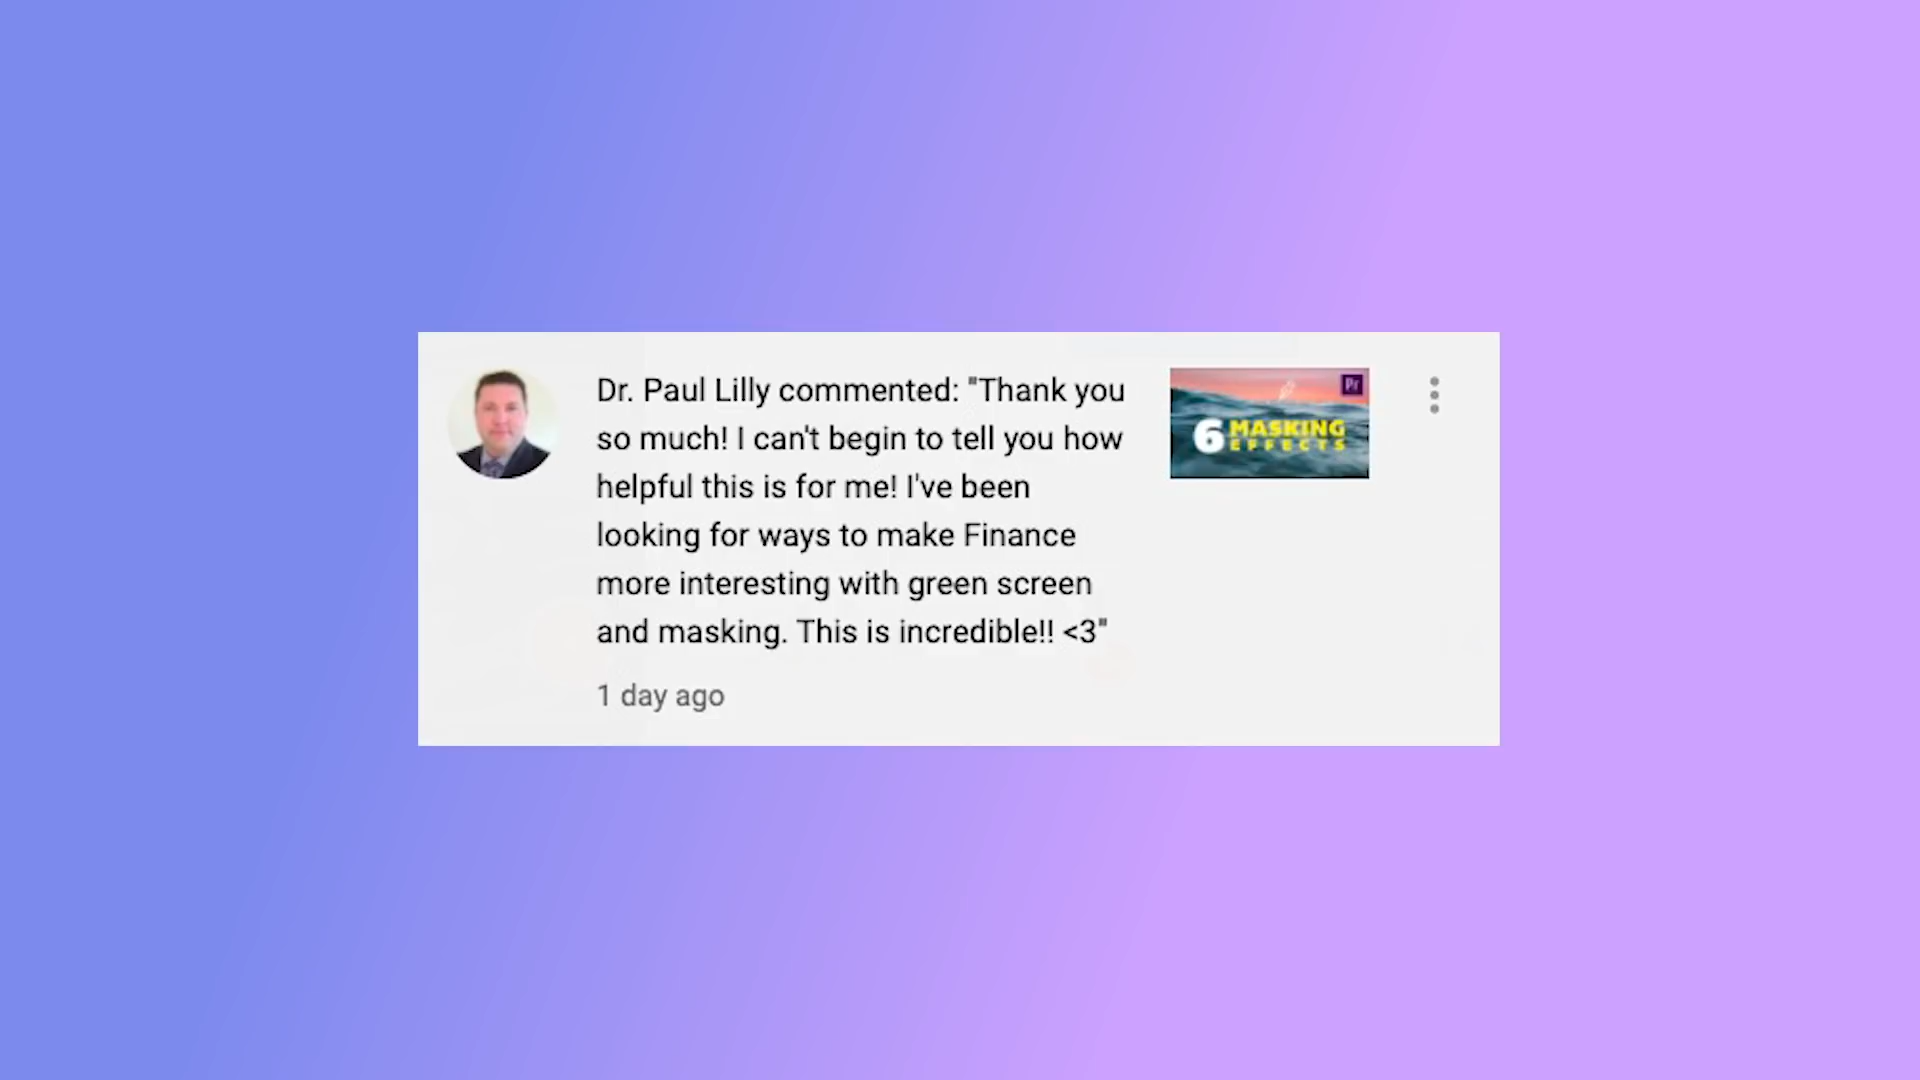 Dr. Paul Lilly commented: "Thank you
so much! I can't begin to tell you how
helpful this is for me! I've been
looking for ways to make Finance
more interesting with green screen
and masking. This is incredible!! <3"
1 day ago
Pr
6 MASKING
EFFECTS